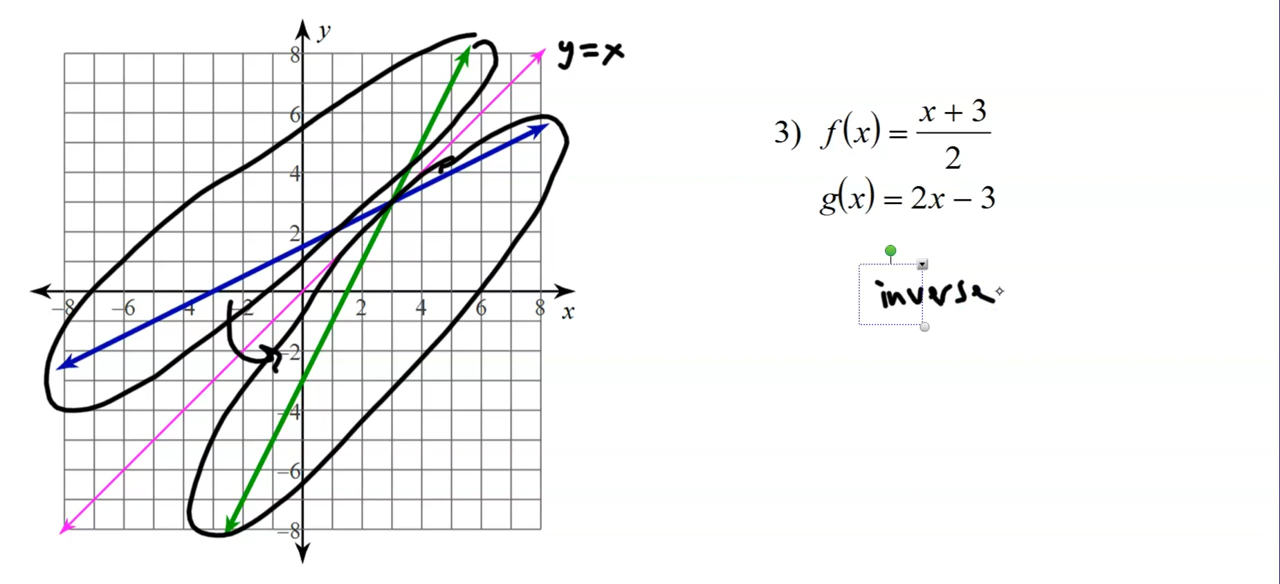 y
8
y=x
6
4
2
-8
-6
-4
-2
2
4
6
8
x
-2
-4
-6
-8
3) f(x) = x + 3 / 2
g(x) = 2x − 3
inverse